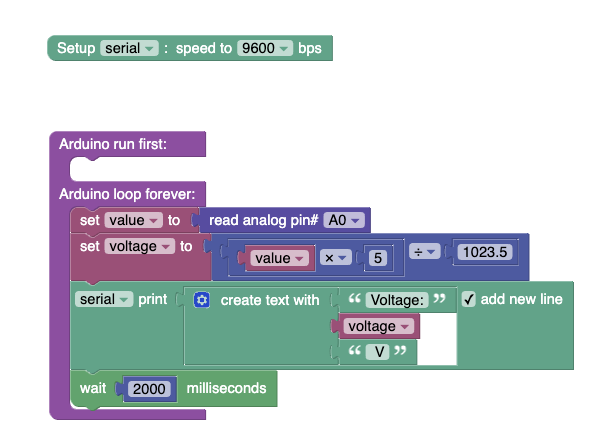 Setup serial : speed to 9600 bps
Arduino run first:
Arduino loop forever:
set value to read analog pin# A0
set voltage to value × 5 ÷ 1023.5
serial print create text with “ Voltage: ” ✓ add new line
voltage
“ V ”
wait 2000 milliseconds